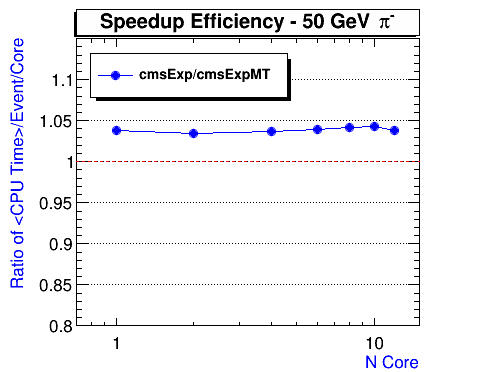 Speedup Efficiency - 50 GeV π⁻
cmsExp/cmsExpMT
Ratio of <CPU Time>/Event/Core
1.1
1.05
1
0.95
0.9
0.85
0.8
1
10
N Core